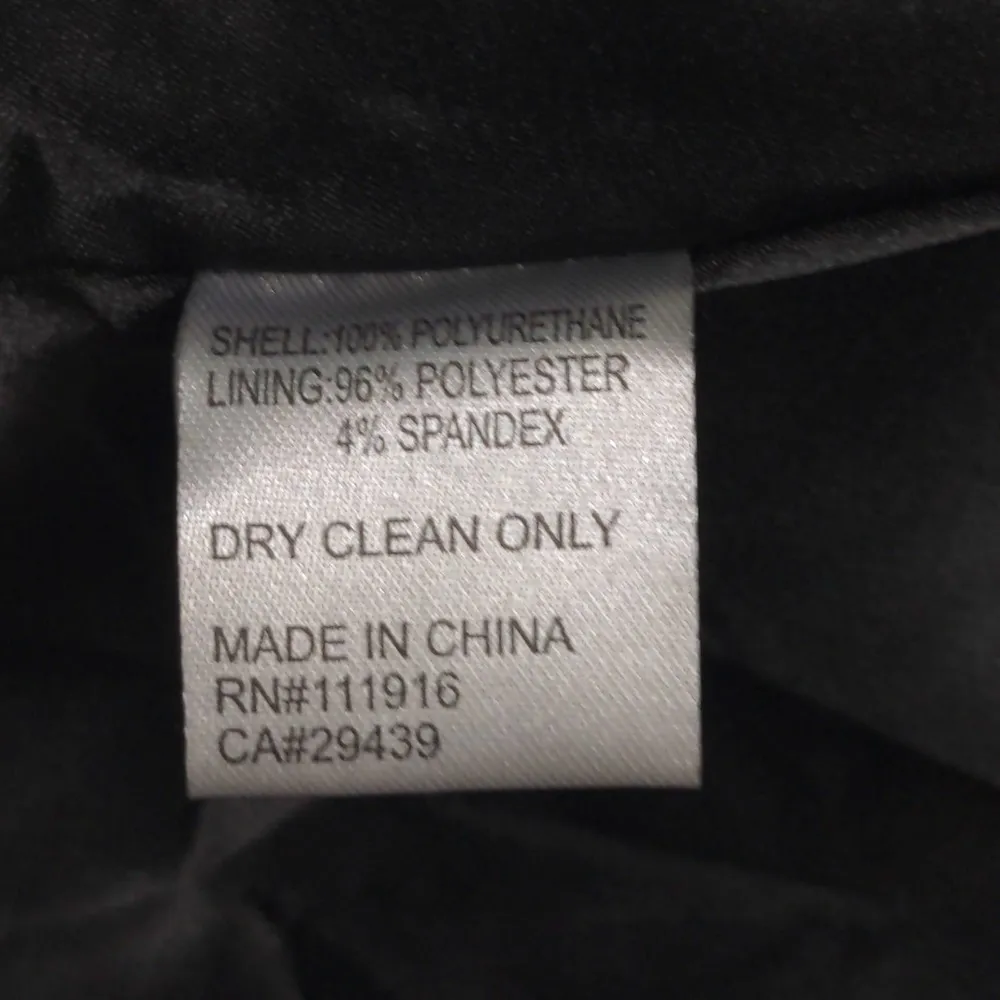 SHELL:100% POLYURETHANE
LINING:96% POLYESTER
4% SPANDEX
DRY CLEAN ONLY
MADE IN CHINA
RN#111916
CA#29439